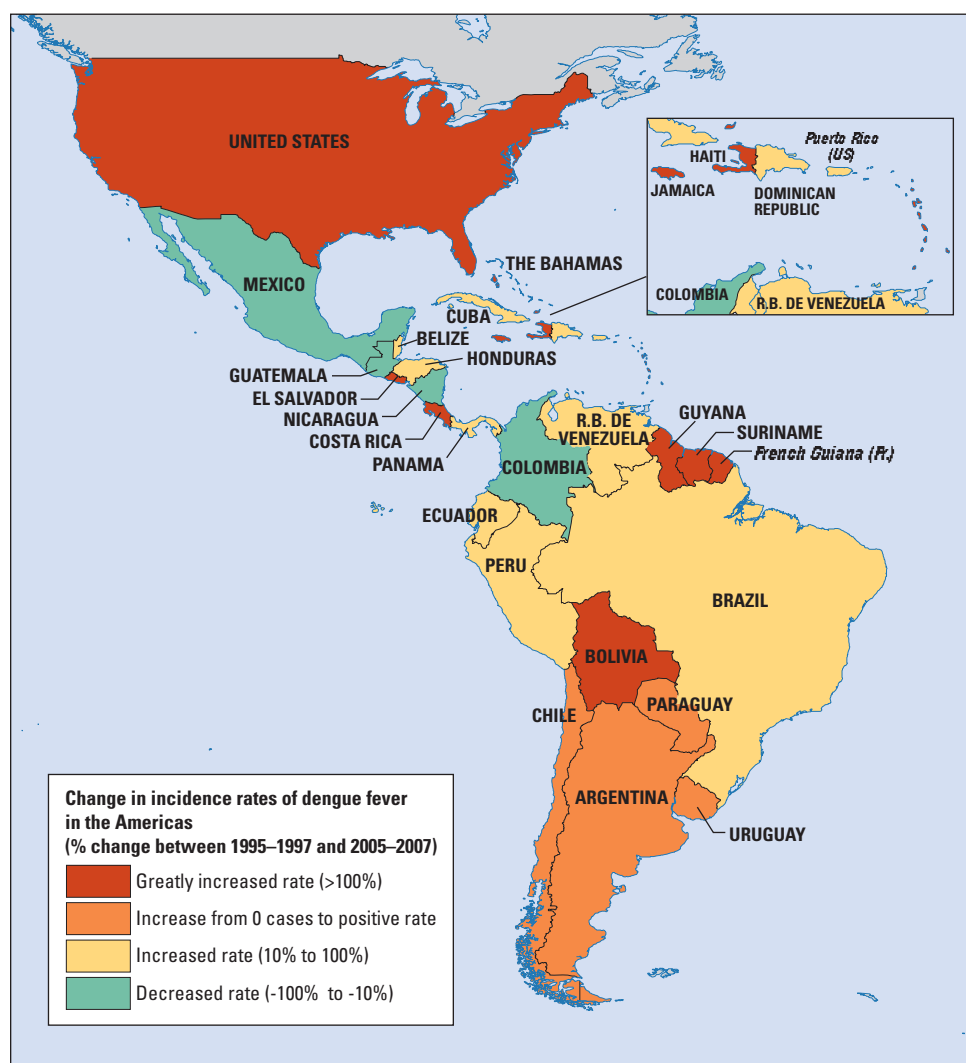 UNITED STATES
MEXICO
THE BAHAMAS
CUBA
BELIZE
HONDURAS
GUATEMALA
EL SALVADOR
NICARAGUA
COSTA RICA
PANAMA
R.B. DE
VENEZUELA
GUYANA
SURINAME
French Guiana (Fr.)
COLOMBIA
ECUADOR
PERU
BRAZIL
BOLIVIA
PARAGUAY
CHILE
ARGENTINA
URUGUAY
Puerto Rico
(US)
HAITI
JAMAICA
DOMINICAN
REPUBLIC
COLOMBIA
R.B. DE VENEZUELA
Change in incidence rates of dengue fever
in the Americas
(% change between 1995–1997 and 2005–2007)
Greatly increased rate (>100%)
Increase from 0 cases to positive rate
Increased rate (10% to 100%)
Decreased rate (-100% to -10%)